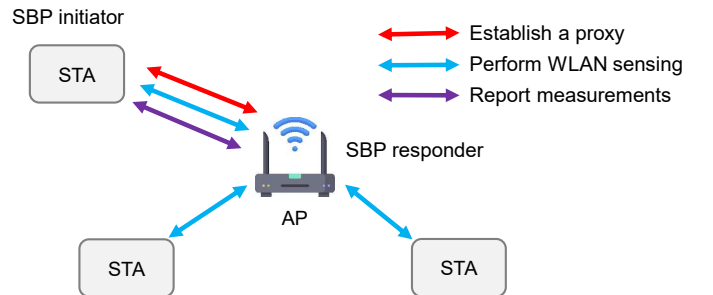 SBP initiator
STA
Establish a proxy
Perform WLAN sensing
Report measurements
SBP responder
AP
STA
STA